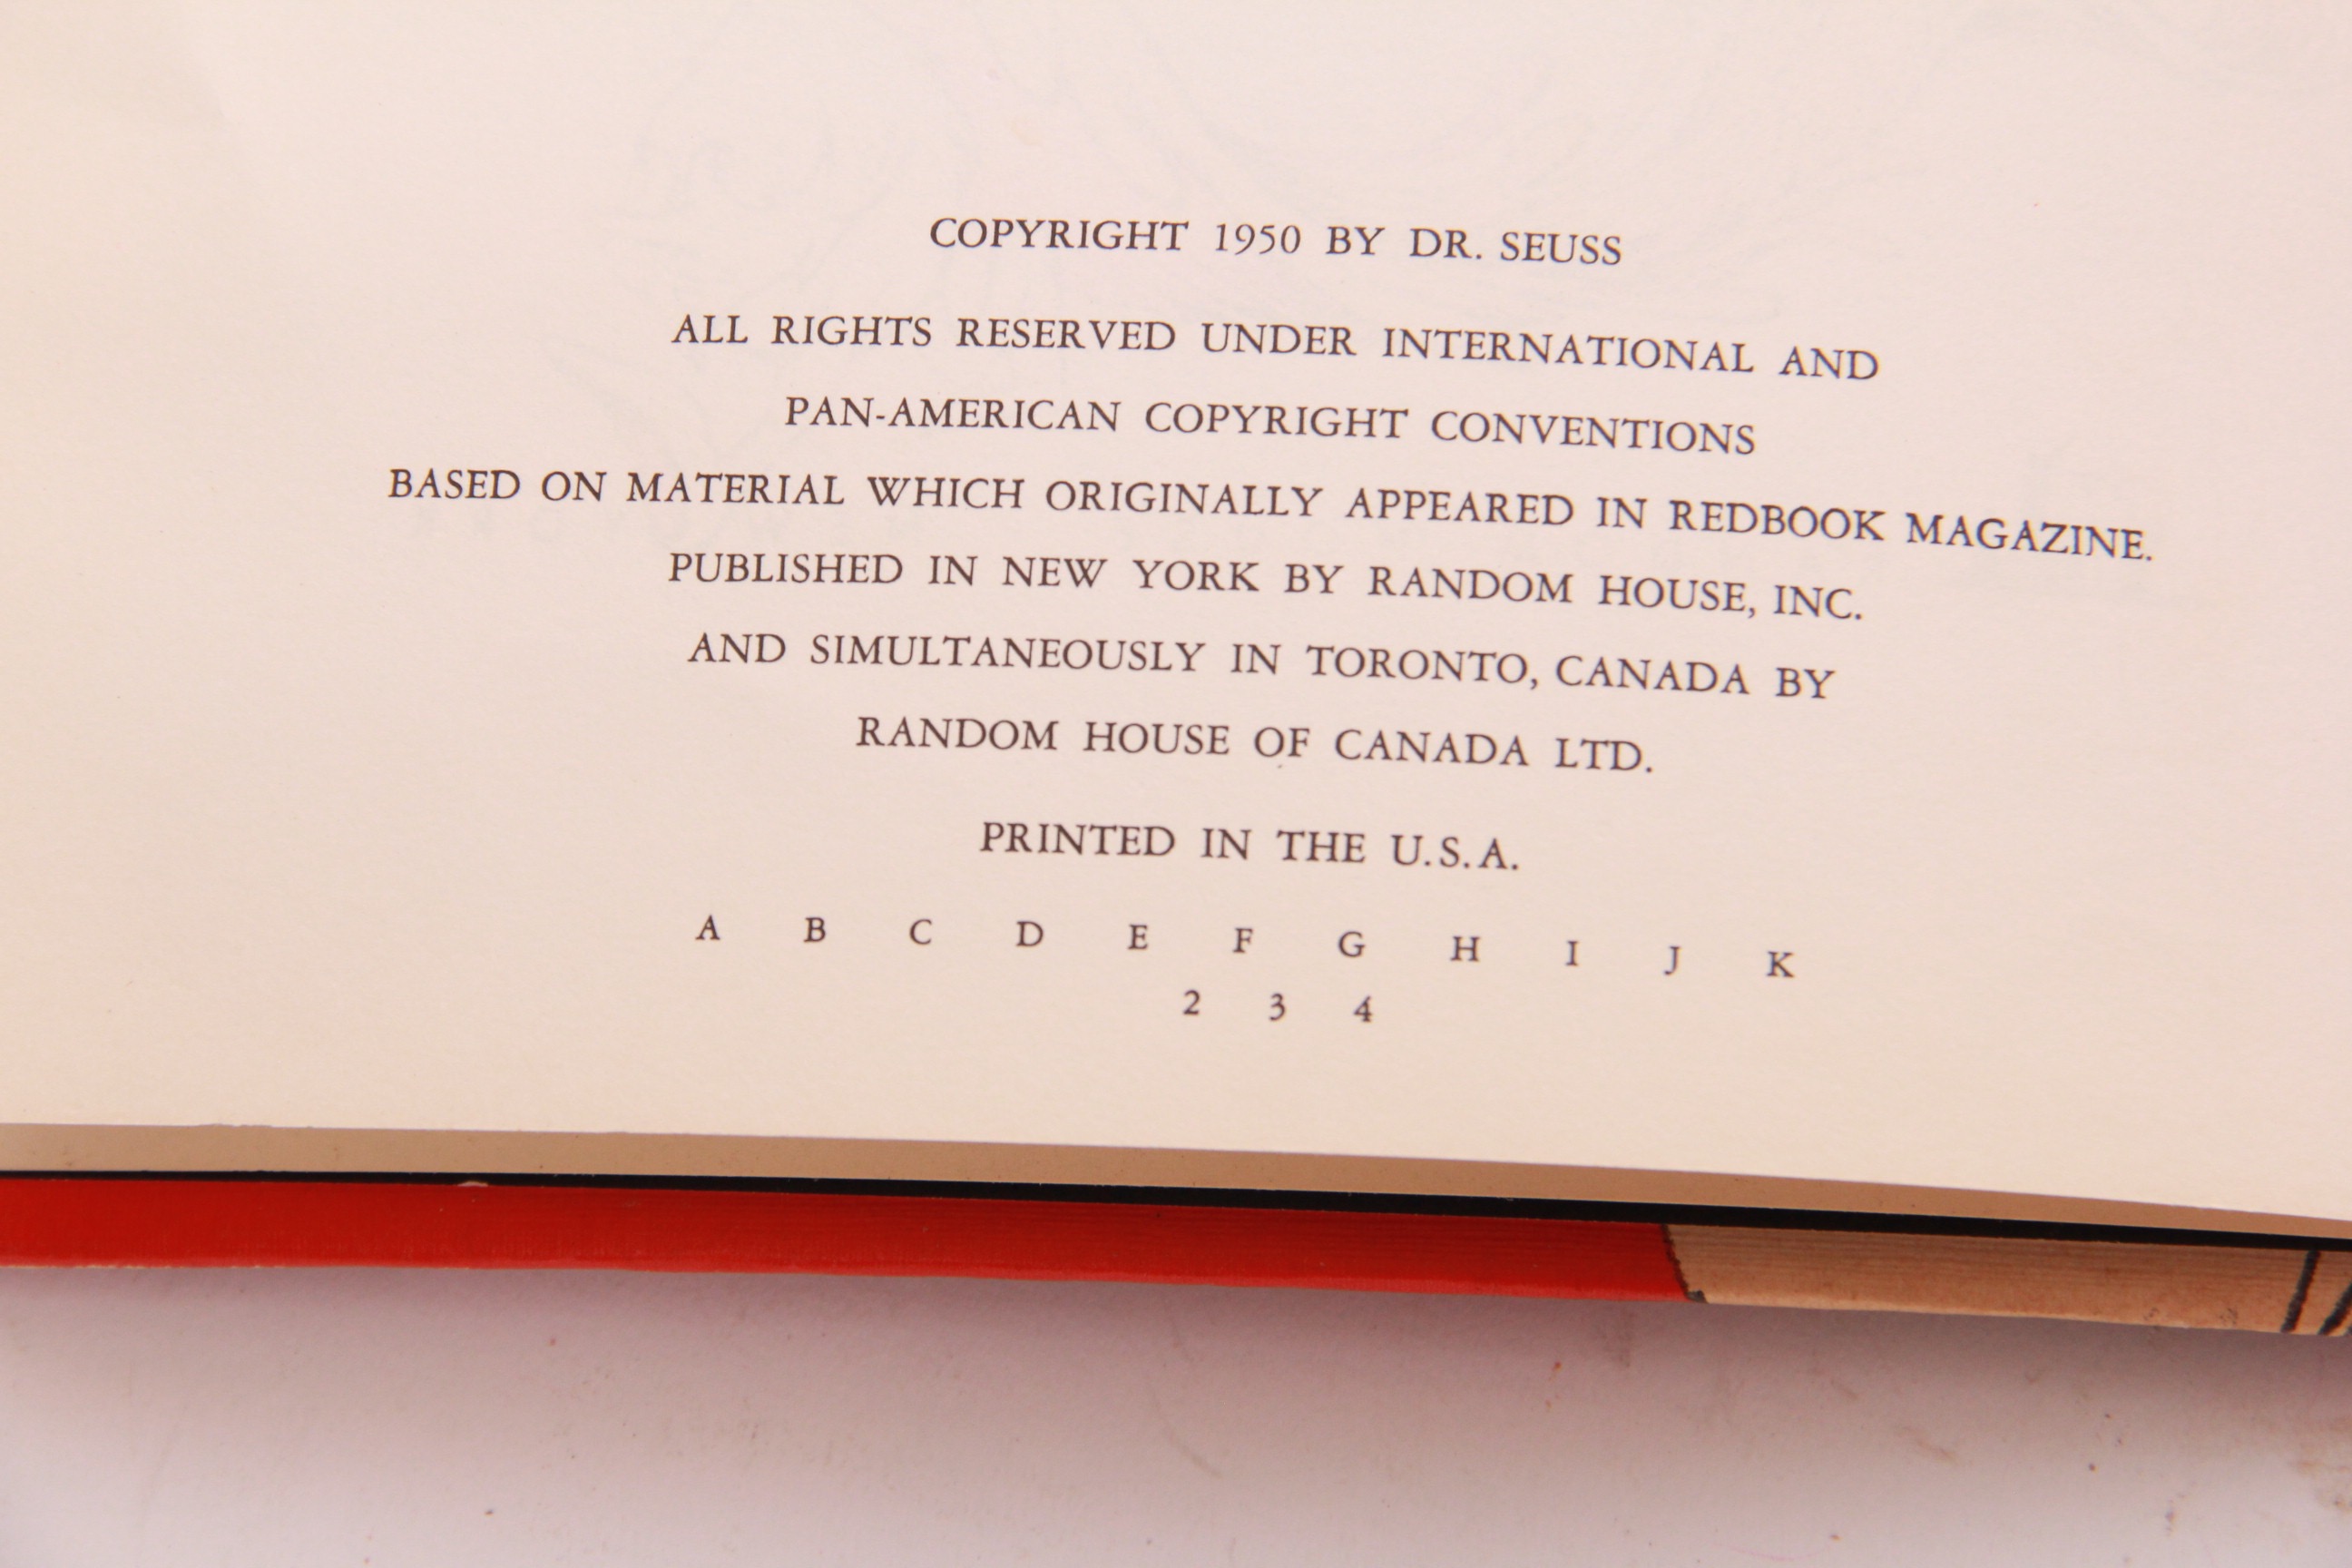 COPYRIGHT 1950 BY DR. SEUSS
ALL RIGHTS RESERVED UNDER INTERNATIONAL AND
PAN-AMERICAN COPYRIGHT CONVENTIONS
BASED ON MATERIAL WHICH ORIGINALLY APPEARED IN REDBOOK MAGAZINE.
PUBLISHED IN NEW YORK BY RANDOM HOUSE, INC.
AND SIMULTANEOUSLY IN TORONTO, CANADA BY
RANDOM HOUSE OF CANADA LTD.
PRINTED IN THE U.S.A.
A B C D E F G H I J K
2 3 4